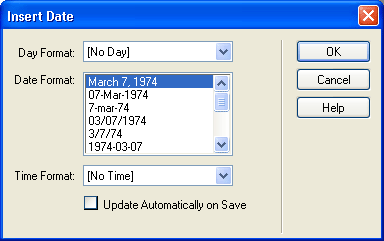 Insert Date
Day Format: [No Day]
OK
Date Format: March 7, 1974
07-Mar-1974
7-mar-74
03/07/1974
3/7/74
1974-03-07
Cancel
Help
Time Format: [No Time]
Update Automatically on Save